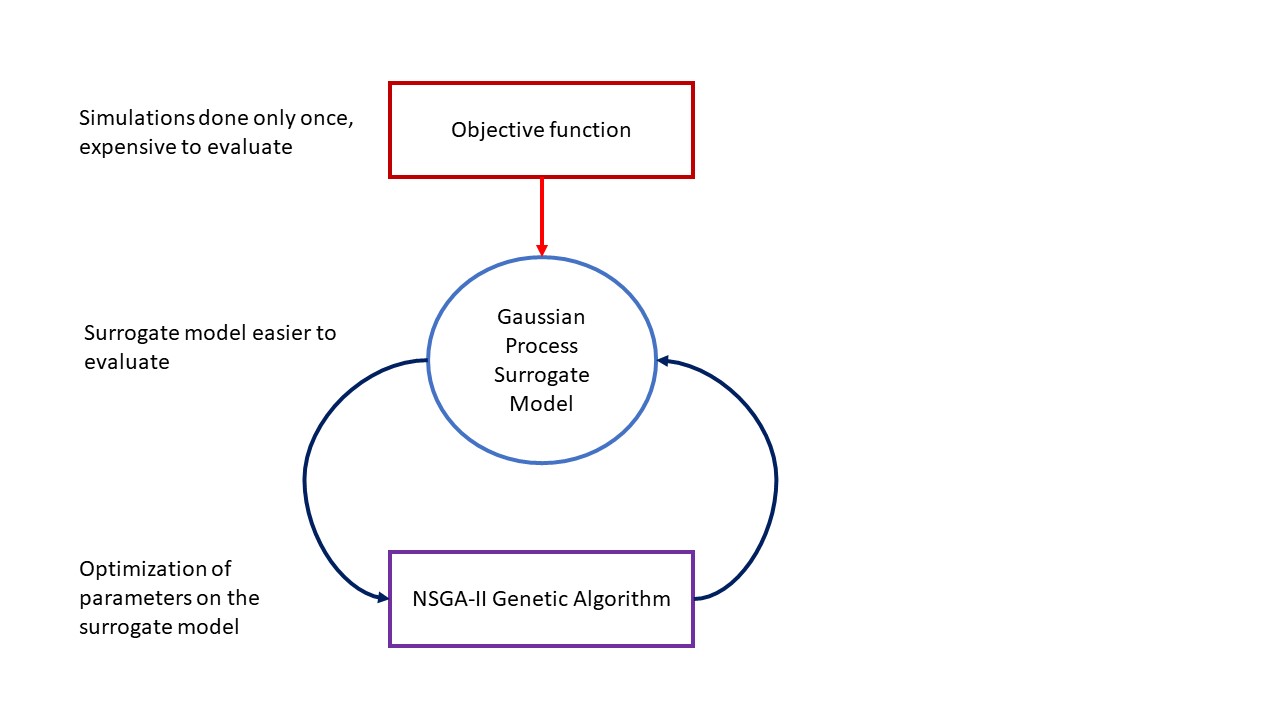 Simulations done only once,
expensive to evaluate
Objective function
Gaussian
Process
Surrogate
Model
Surrogate model easier to
evaluate
Optimization of
parameters on the
surrogate model
NSGA-II Genetic Algorithm